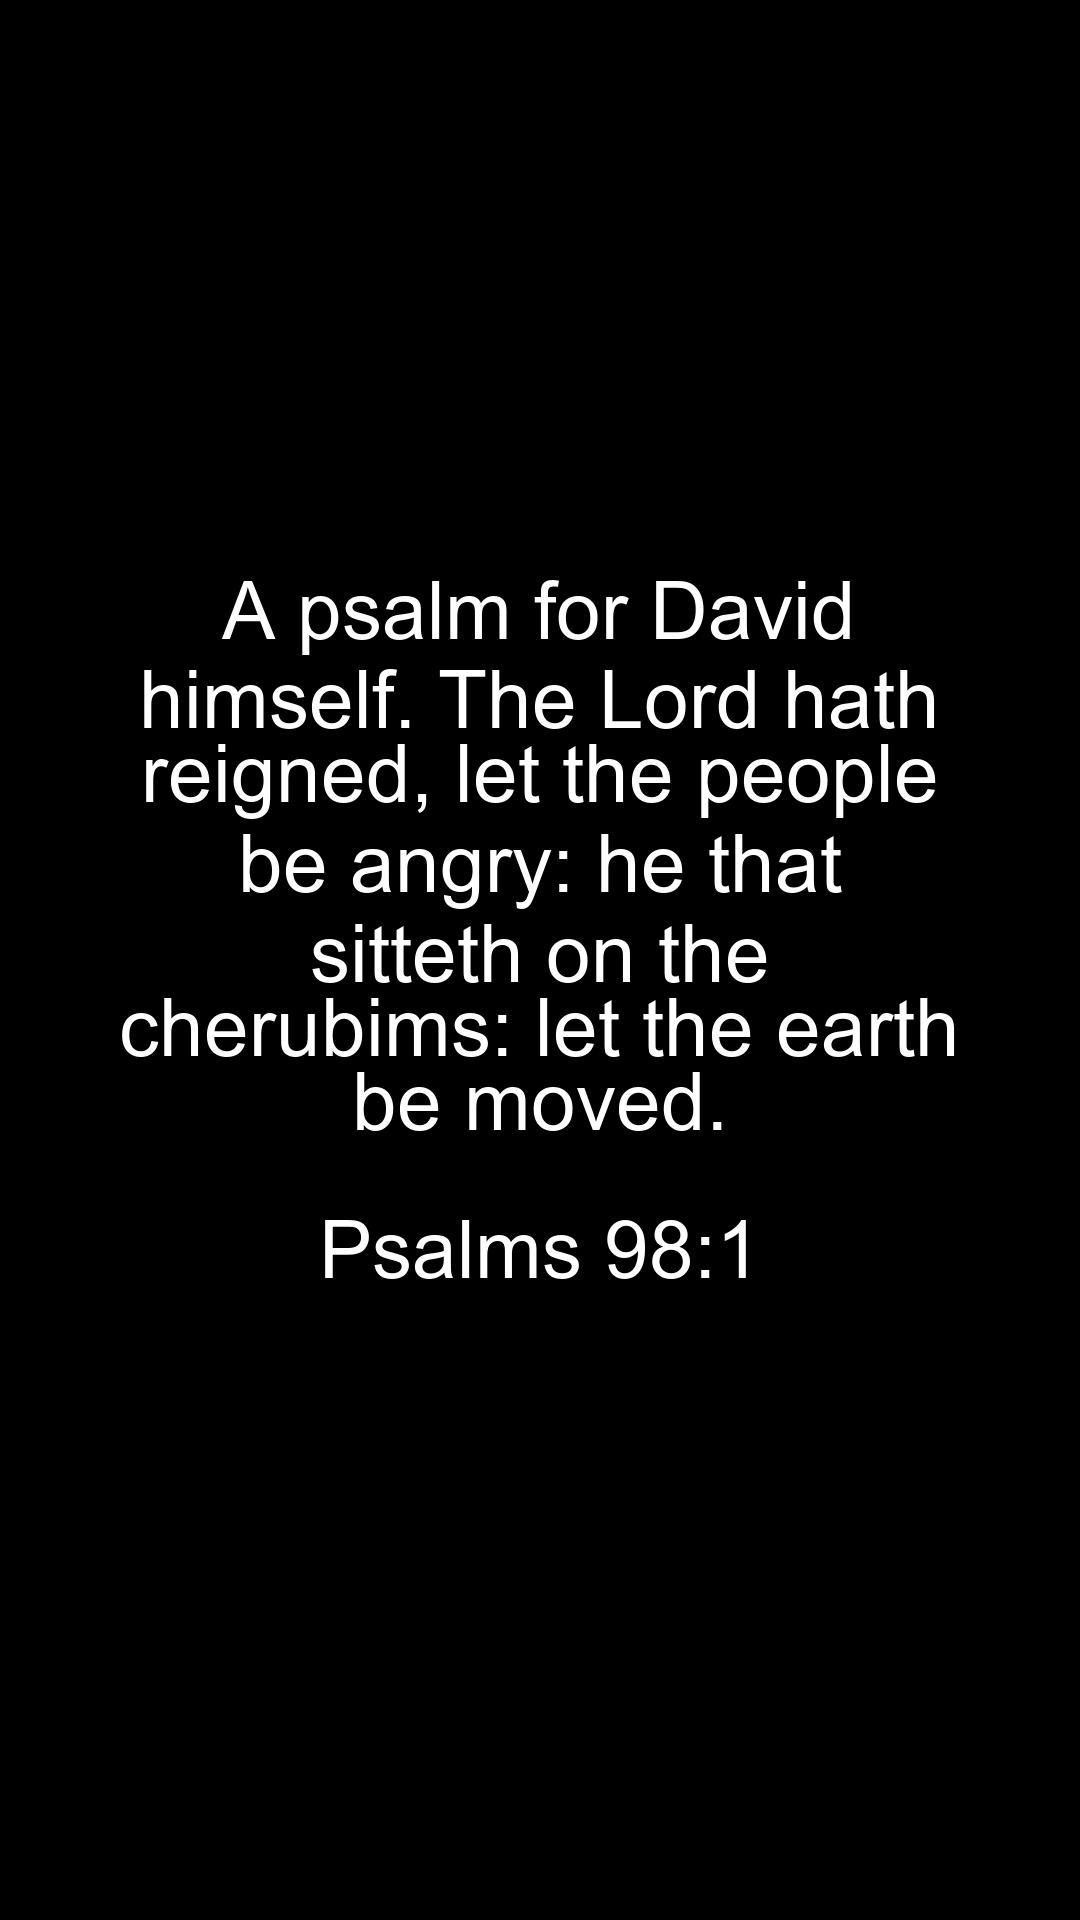 A psalm for David
himself. The Lord hath
reigned, let the people
be angry: he that
sitteth on the
cherubims: let the earth
be moved.
Psalms 98:1